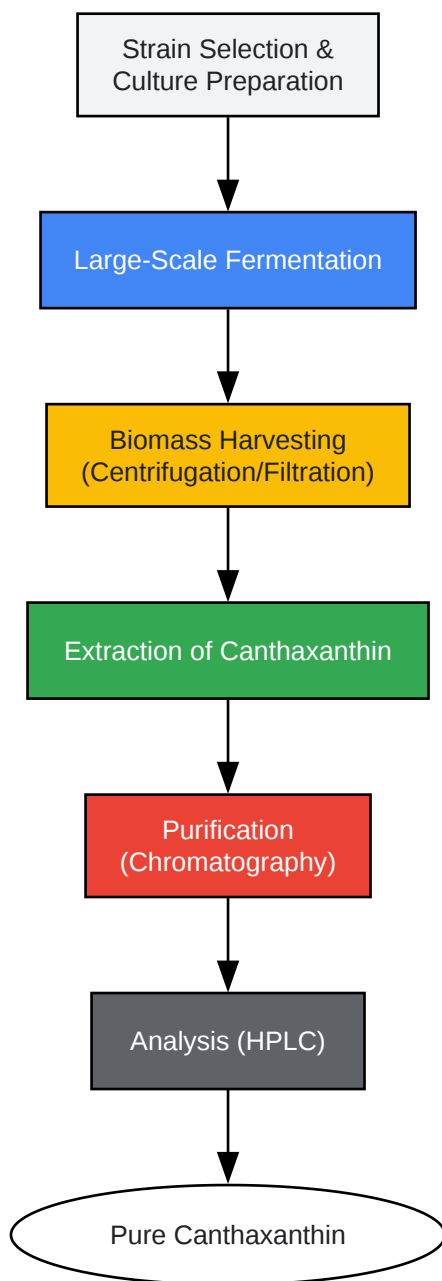 Strain Selection &
Culture Preparation
Large-Scale Fermentation
Biomass Harvesting
(Centrifugation/Filtration)
Extraction of Canthaxanthin
Purification
(Chromatography)
Analysis (HPLC)
Pure Canthaxanthin